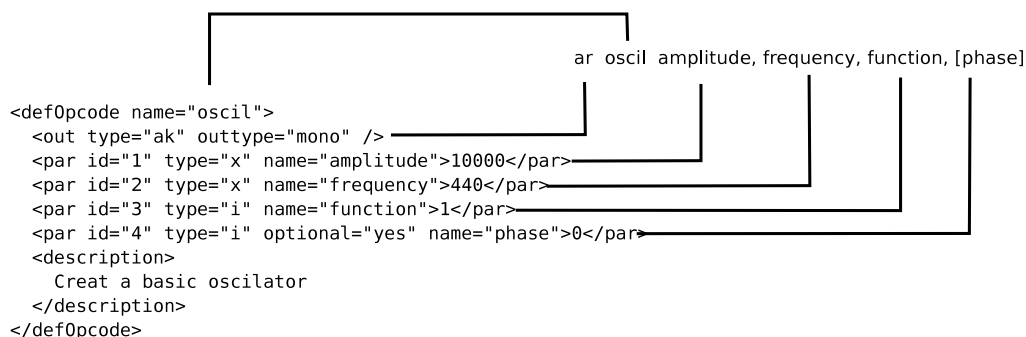 ar oscil amplitude, frequency, function, [phase]
<defOpcode name="oscil">
  <out type="ak" outtype="mono" />
  <par id="1" type="x" name="amplitude">10000</par>
  <par id="2" type="x" name="frequency">440</par>
  <par id="3" type="i" name="function">1</par>
  <par id="4" type="i" optional="yes" name="phase">0</par>
  <description>
    Creat a basic oscilator
  </description>
</defOpcode>